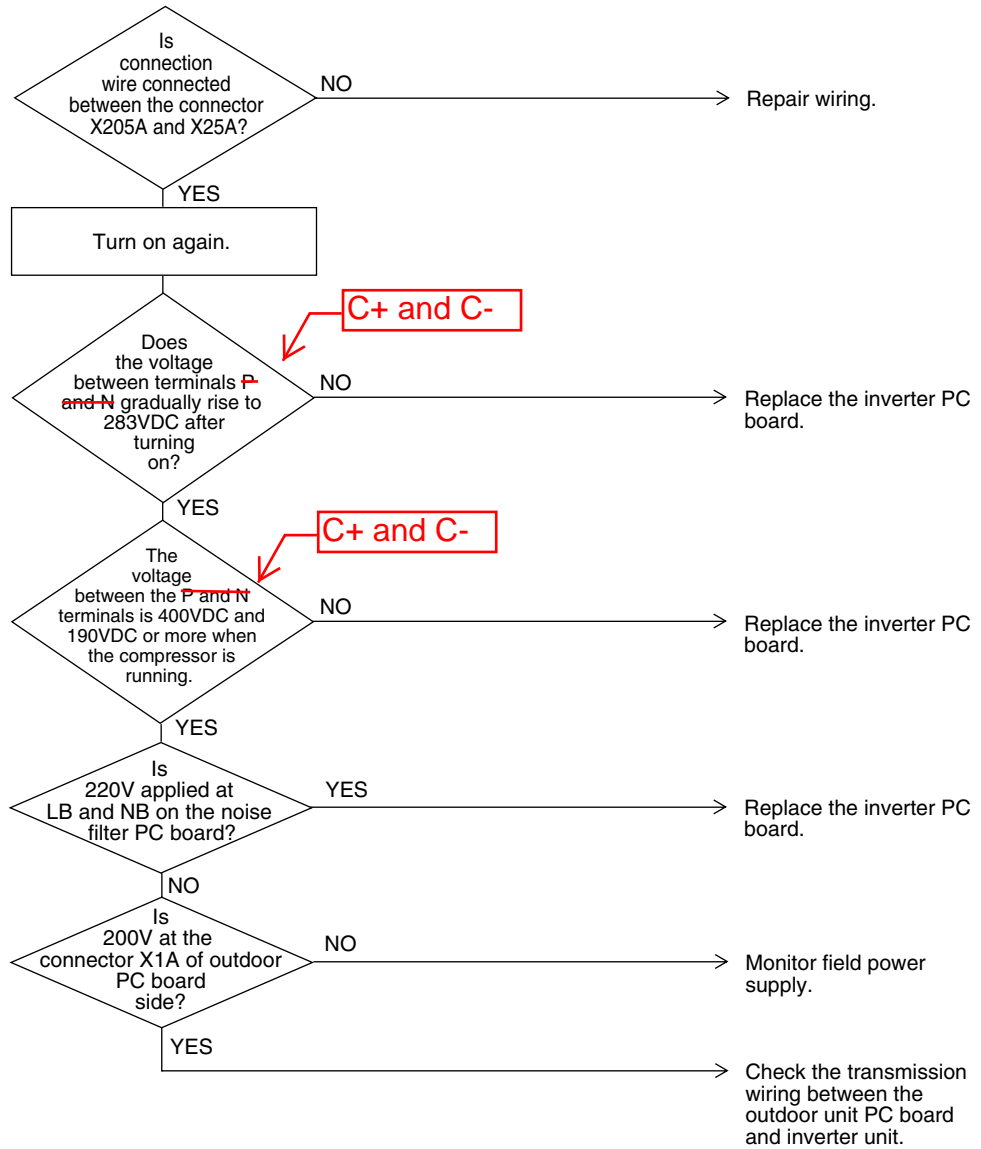 Is
connection
wire connected
between the connector
X205A and X25A?
NO
Repair wiring.
YES
Turn on again.
C+ and C-
Does
the voltage
between terminals P
and N gradually rise to
283VDC after
turning
on?
NO
Replace the inverter PC
board.
YES
C+ and C-
The
voltage
between the P and N
terminals is 400VDC and
190VDC or more when
the compressor is
running.
NO
Replace the inverter PC
board.
YES
Is
220V applied at
LB and NB on the noise
filter PC board?
YES
Replace the inverter PC
board.
NO
Is
200V at the
connector X1A of outdoor
PC board
side?
NO
Monitor field power
supply.
YES
Check the transmission
wiring between the
outdoor unit PC board
and inverter unit.